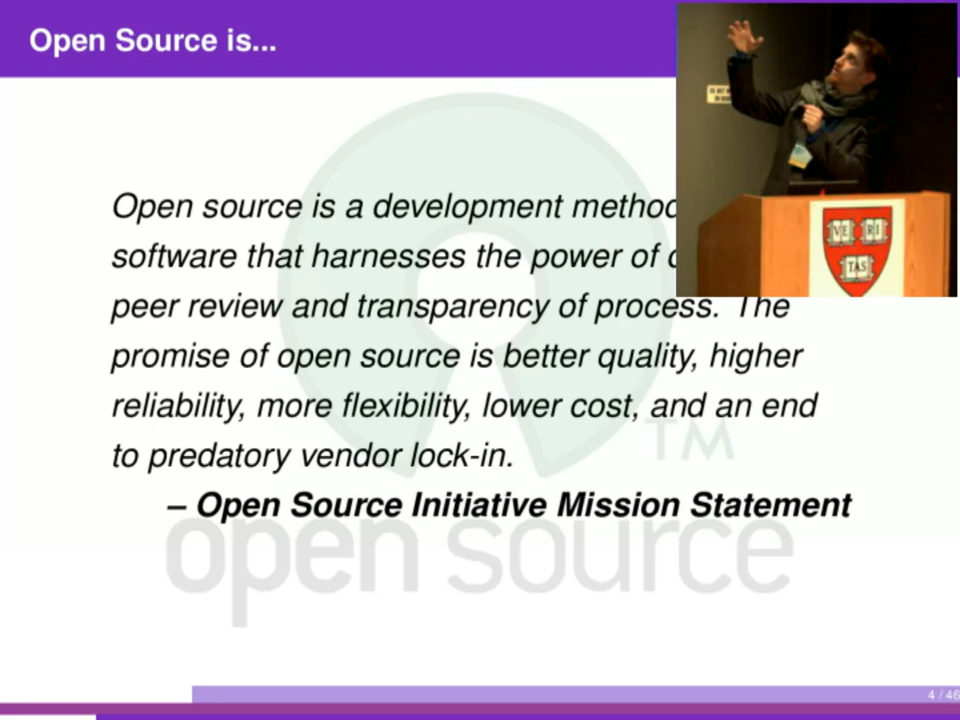 Open Source is...
Open source is a development method
software that harnesses the power of
peer review and transparency of process. The
promise of open source is better quality, higher
reliability, more flexibility, lower cost, and an end
to predatory vendor lock-in.
– Open Source Initiative Mission Statement
TM
open source
VE RI
TAS
4 / 46